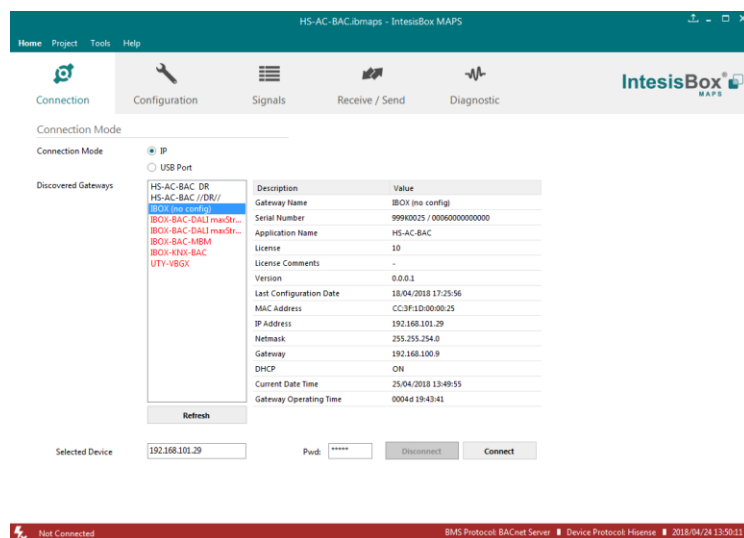 HS-AC-BAC.ibmaps - IntesisBox MAPS
Home Project Tools Help
Connection Configuration Signals Receive / Send Diagnostic
IntesisBox®
MAPS
Connection Mode
Connection Mode IP
USB Port
Discovered Gateways
HS-AC-BAC DR
HS-AC-BAC //DR//
IBOX (no config)
IBOX-BAC-DALI maxStr...
IBOX-BAC-DALI maxStr...
IBOX-BAC-MBM
IBOX-KNX-BAC
UTY-VBGX
Refresh
Description Value
Gateway Name IBOX (no config)
Serial Number 999K0025 / 00060000000000
Application Name HS-AC-BAC
License 10
License Comments -
Version 0.0.0.1
Last Configuration Date 18/04/2018 17:25:56
MAC Address CC:3F:1D:00:00:25
IP Address 192.168.101.29
Netmask 255.255.254.0
Gateway 192.168.100.9
DHCP ON
Current Date Time 25/04/2018 13:49:55
Gateway Operating Time 0004d 19:43:41
Selected Device 192.168.101.29 Pwd: ***** Disconnect Connect
Not Connected BMS Protocol: BACnet Server Device Protocol: Hisense 2018/04/24 13:50:11